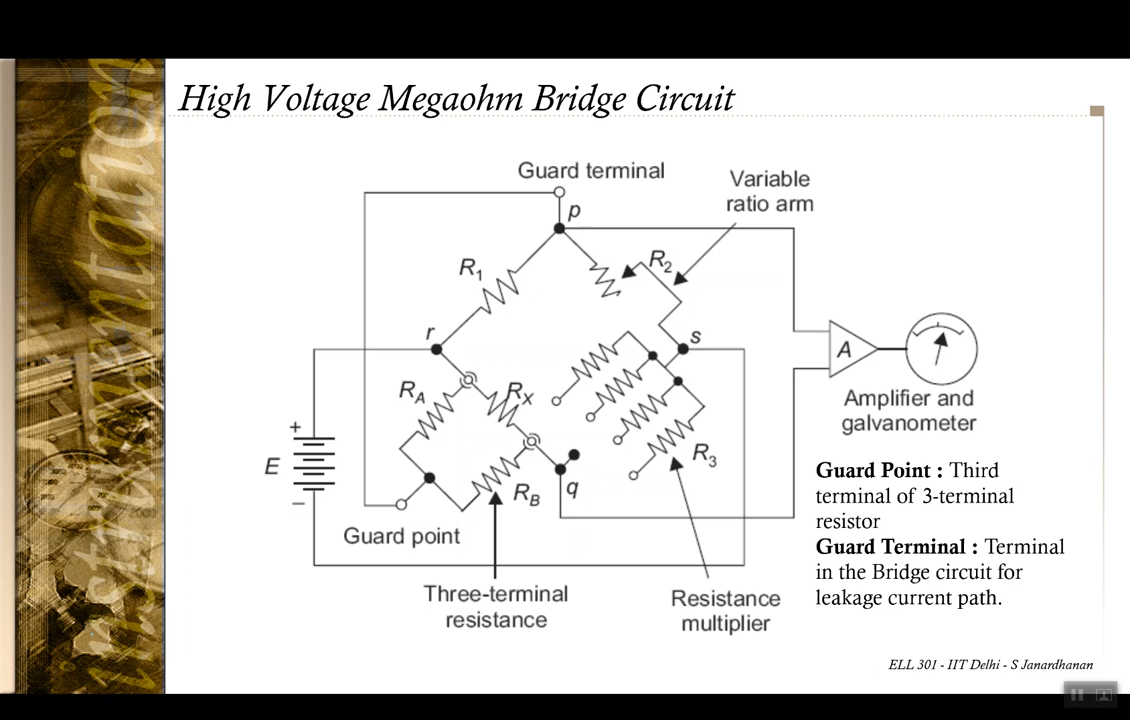 High Voltage Megaohm Bridge Circuit
Guard terminal
p
Variable
ratio arm
R1
R2
r
s
A
RA
RX
Amplifier and
galvanometer
+
E
−
R3
RB
q
Guard point
Guard Point : Third
terminal of 3-terminal
resistor
Guard Terminal : Terminal
in the Bridge circuit for
leakage current path.
Three-terminal
resistance
Resistance
multiplier
ELL 301 - IIT Delhi - S Janardhanan